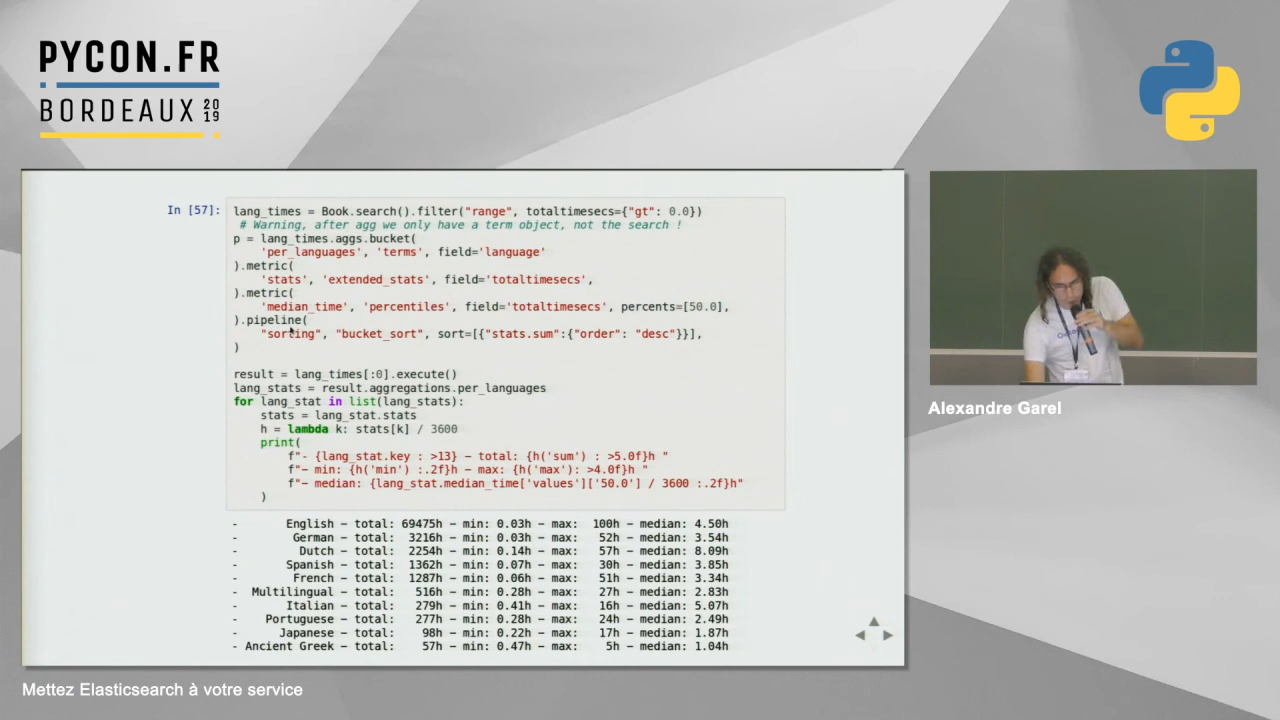 PYCON.FR
BORDEAUX 2019
In [57]:
lang_times = Book.search().filter("range", totaltimesecs={"gt": 0.0})
# Warning, after agg we only have a term object, not the search !
p = lang_times.aggs.bucket(
'per_languages', 'terms', field='language'
).metric(
'stats', 'extended_stats', field='totaltimesecs',
).metric(
'median_time', 'percentiles', field='totaltimesecs', percents=[50.0],
).pipeline(
"sorting", "bucket_sort", sort=[{"stats.sum":{"order": "desc"}}],
)
result = lang_times[:0].execute()
lang_stats = result.aggregations.per_languages
for lang_stat in list(lang_stats):
stats = lang_stat.stats
h = lambda k: stats[k] / 3600
print(
f"- {lang_stat.key : >13} – total: {h('sum') : >5.0f}h "
f"– min: {h('min') :.2f}h – max: {h('max'): >4.0f}h "
f"– median: {lang_stat.median_time['values']['50.0'] / 3600 :.2f}h"
)
- English – total: 69475h – min: 0.03h – max: 100h – median: 4.50h
- German – total: 3216h – min: 0.03h – max: 52h – median: 3.54h
- Dutch – total: 2254h – min: 0.14h – max: 57h – median: 8.09h
- Spanish – total: 1362h – min: 0.07h – max: 30h – median: 3.85h
- French – total: 1287h – min: 0.06h – max: 51h – median: 3.34h
- Multilingual – total: 516h – min: 0.28h – max: 27h – median: 2.83h
- Italian – total: 279h – min: 0.41h – max: 16h – median: 5.07h
- Portuguese – total: 277h – min: 0.28h – max: 24h – median: 2.49h
- Japanese – total: 98h – min: 0.22h – max: 17h – median: 1.87h
- Ancient Greek – total: 57h – min: 0.47h – max: 5h – median: 1.04h
Alexandre Garel
Mettez Elasticsearch à votre service